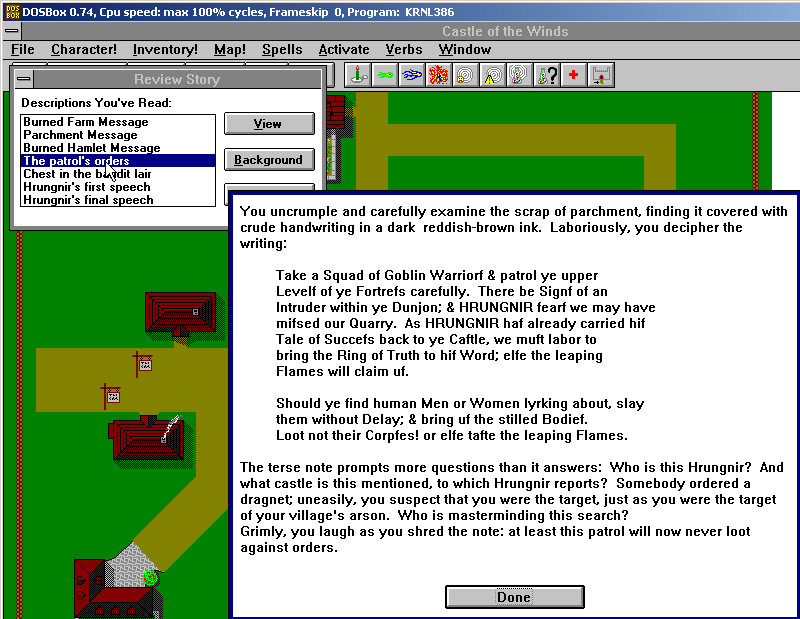 DOSBox 0.74, Cpu speed: max 100% cycles, Frameskip 0, Program: KRNL386
Castle of the Winds
File Character! Inventory! Map! Spells Activate Verbs Window
Review Story
Descriptions You've Read:
Burned Farm Message
Parchment Message
Burned Hamlet Message
The patrol's orders
Chest in the bandit lair
Hrungnir's first speech
Hrungnir's final speech
View
Background
You uncrumple and carefully examine the scrap of parchment, finding it covered with
crude handwriting in a dark reddish-brown ink. Laboriously, you decipher the
writing:
Take a Squad of Goblin Warriorf & patrol ye upper
Levelf of ye Fortrefs carefully. There be Signf of an
Intruder within ye Dunjon; & HRUNGNIR fearf we may have
mifsed our Quarry. As HRUNGNIR haf already carried hif
Tale of Succefs back to ye Caftle, we muft labor to
bring the Ring of Truth to hif Word; elfe the leaping
Flames will claim uf.
Should ye find human Men or Women lyrking about, slay
them without Delay; & bring uf the stilled Bodief.
Loot not their Corpfes! or elfe tafte the leaping Flames.
The terse note prompts more questions than it answers: Who is this Hrungnir? And
what castle is this mentioned, to which Hrungnir reports? Somebody ordered a
dragnet; uneasily, you suspect that you were the target, just as you were the target
of your village's arson. Who is masterminding this search?
Grimly, you laugh as you shred the note: at least this patrol will now never loot
against orders.
Done